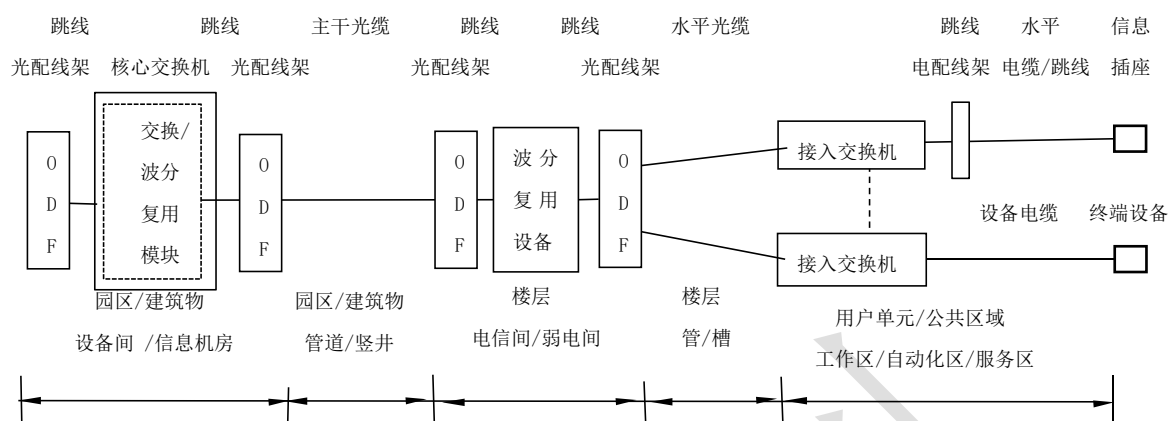 跳线 跳线 主干光缆 跳线 跳线 水平光缆 跳线 水平 信息
光配线架 核心交换机 光配线架 光配线架 光配线架 电配线架 电缆/跳线 插座
O
D
F
交换/
波分
复用
模块
O
D
F
O
D
F
波分
复用
设备
O
D
F
接入交换机
设备电缆 终端设备
接入交换机
园区/建筑物
设备间 /信息机房
园区/建筑物
管道/竖井
楼层
电信间/弱电间
楼层
管/槽
用户单元/公共区域
工作区/自动化区/服务区